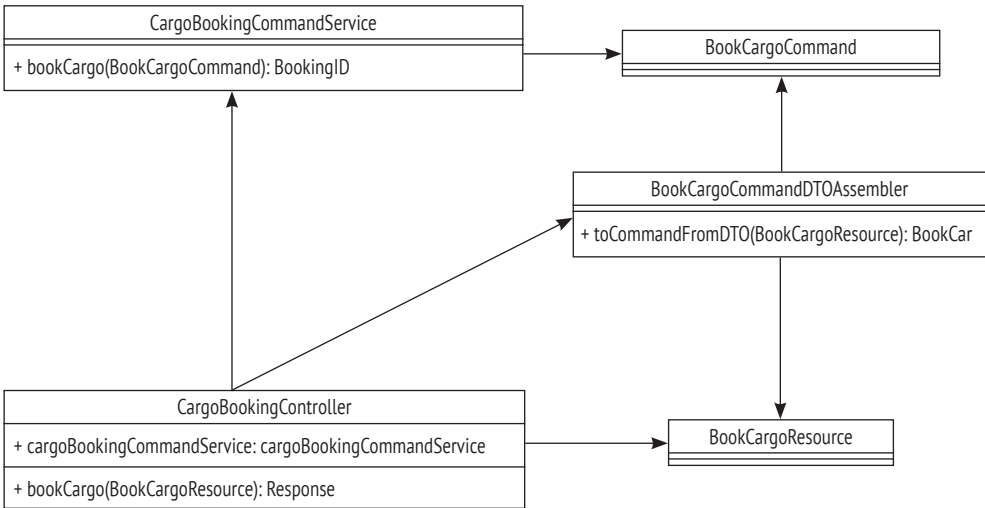 CargoBookingCommandService
+ bookCargo(BookCargoCommand): BookingID
BookCargoCommand
BookCargoCommandDTOAssembler
+ toCommandFromDTO(BookCargoResource): BookCar
CargoBookingController
+ cargoBookingCommandService: cargoBookingCommandService
+ bookCargo(BookCargoResource): Response
BookCargoResource